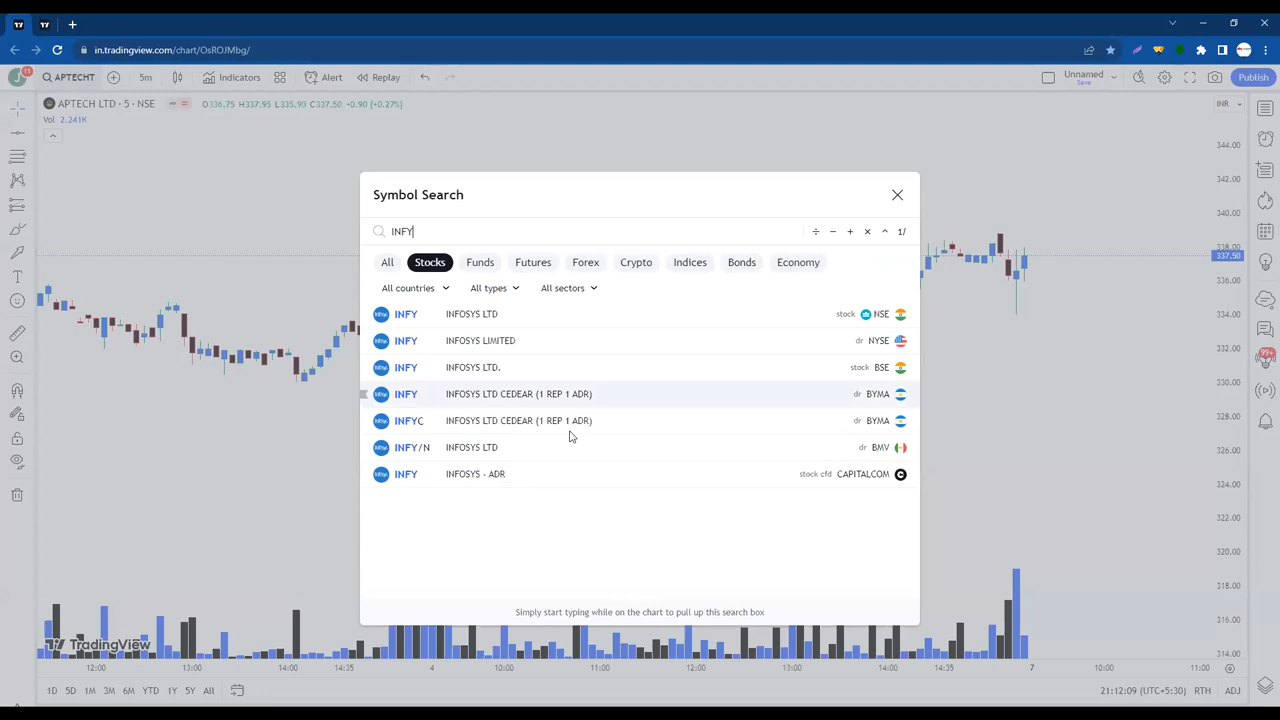 in.tradingview.com/chart/OsROJMbg/
J 11 APTECHT 5m Indicators Alert Replay Unnamed Save Publish
APTECH LTD · 5 · NSE O336.75 H337.95 L335.90 C337.50 +0.90 (+0.27%) INR
Vol 2.241K
344.00
342.00
340.00
338.00
337.50
334.00
332.00
330.00
328.00
99+
326.00
324.00
322.00
320.00
318.00
316.00
314.00
Symbol Search
INFY ÷ − + × ^ 1/
All Stocks Funds Futures Forex Crypto Indices Bonds Economy
All countries All types All sectors
INFY INFOSYS LTD stock NSE
INFY INFOSYS LIMITED dr NYSE
INFY INFOSYS LTD. stock BSE
INFY INFOSYS LTD CEDEAR (1 REP 1 ADR) dr BYMA
INFYC INFOSYS LTD CEDEAR (1 REP 1 ADR) dr BYMA
INFY/N INFOSYS LTD dr BMV
INFY INFOSYS - ADR stock cfd CAPITALCOM
Simply start typing while on the chart to pull up this search box
TradingView
12:00 13:00 14:00 14:35 4 10:00 11:00 12:00 13:00 14:00 14:35 7 10:00 11:00
1D 5D 1M 3M 6M YTD 1Y 5Y All 21:12:09 (UTC+5:30) RTH ADJ